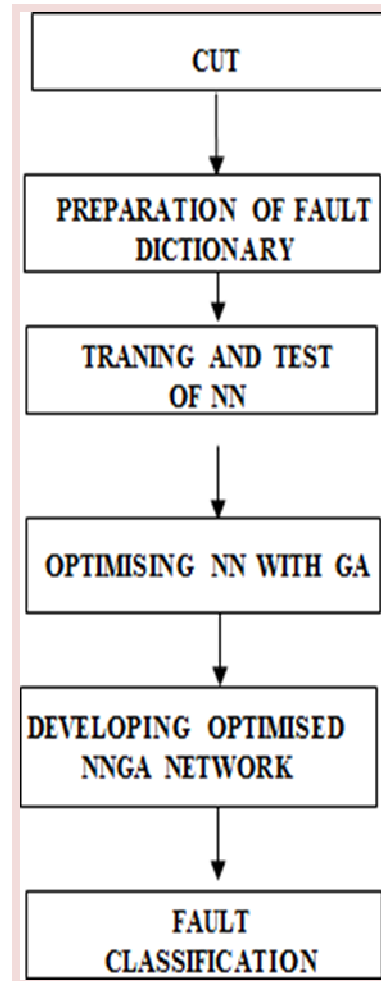 CUT
PREPARATION OF FAULT
DICTIONARY
TRANING AND TEST
OF NN
OPTIMISING NN WITH GA
DEVELOPING OPTIMISED
NNGA NETWORK
FAULT
CLASSIFICATION